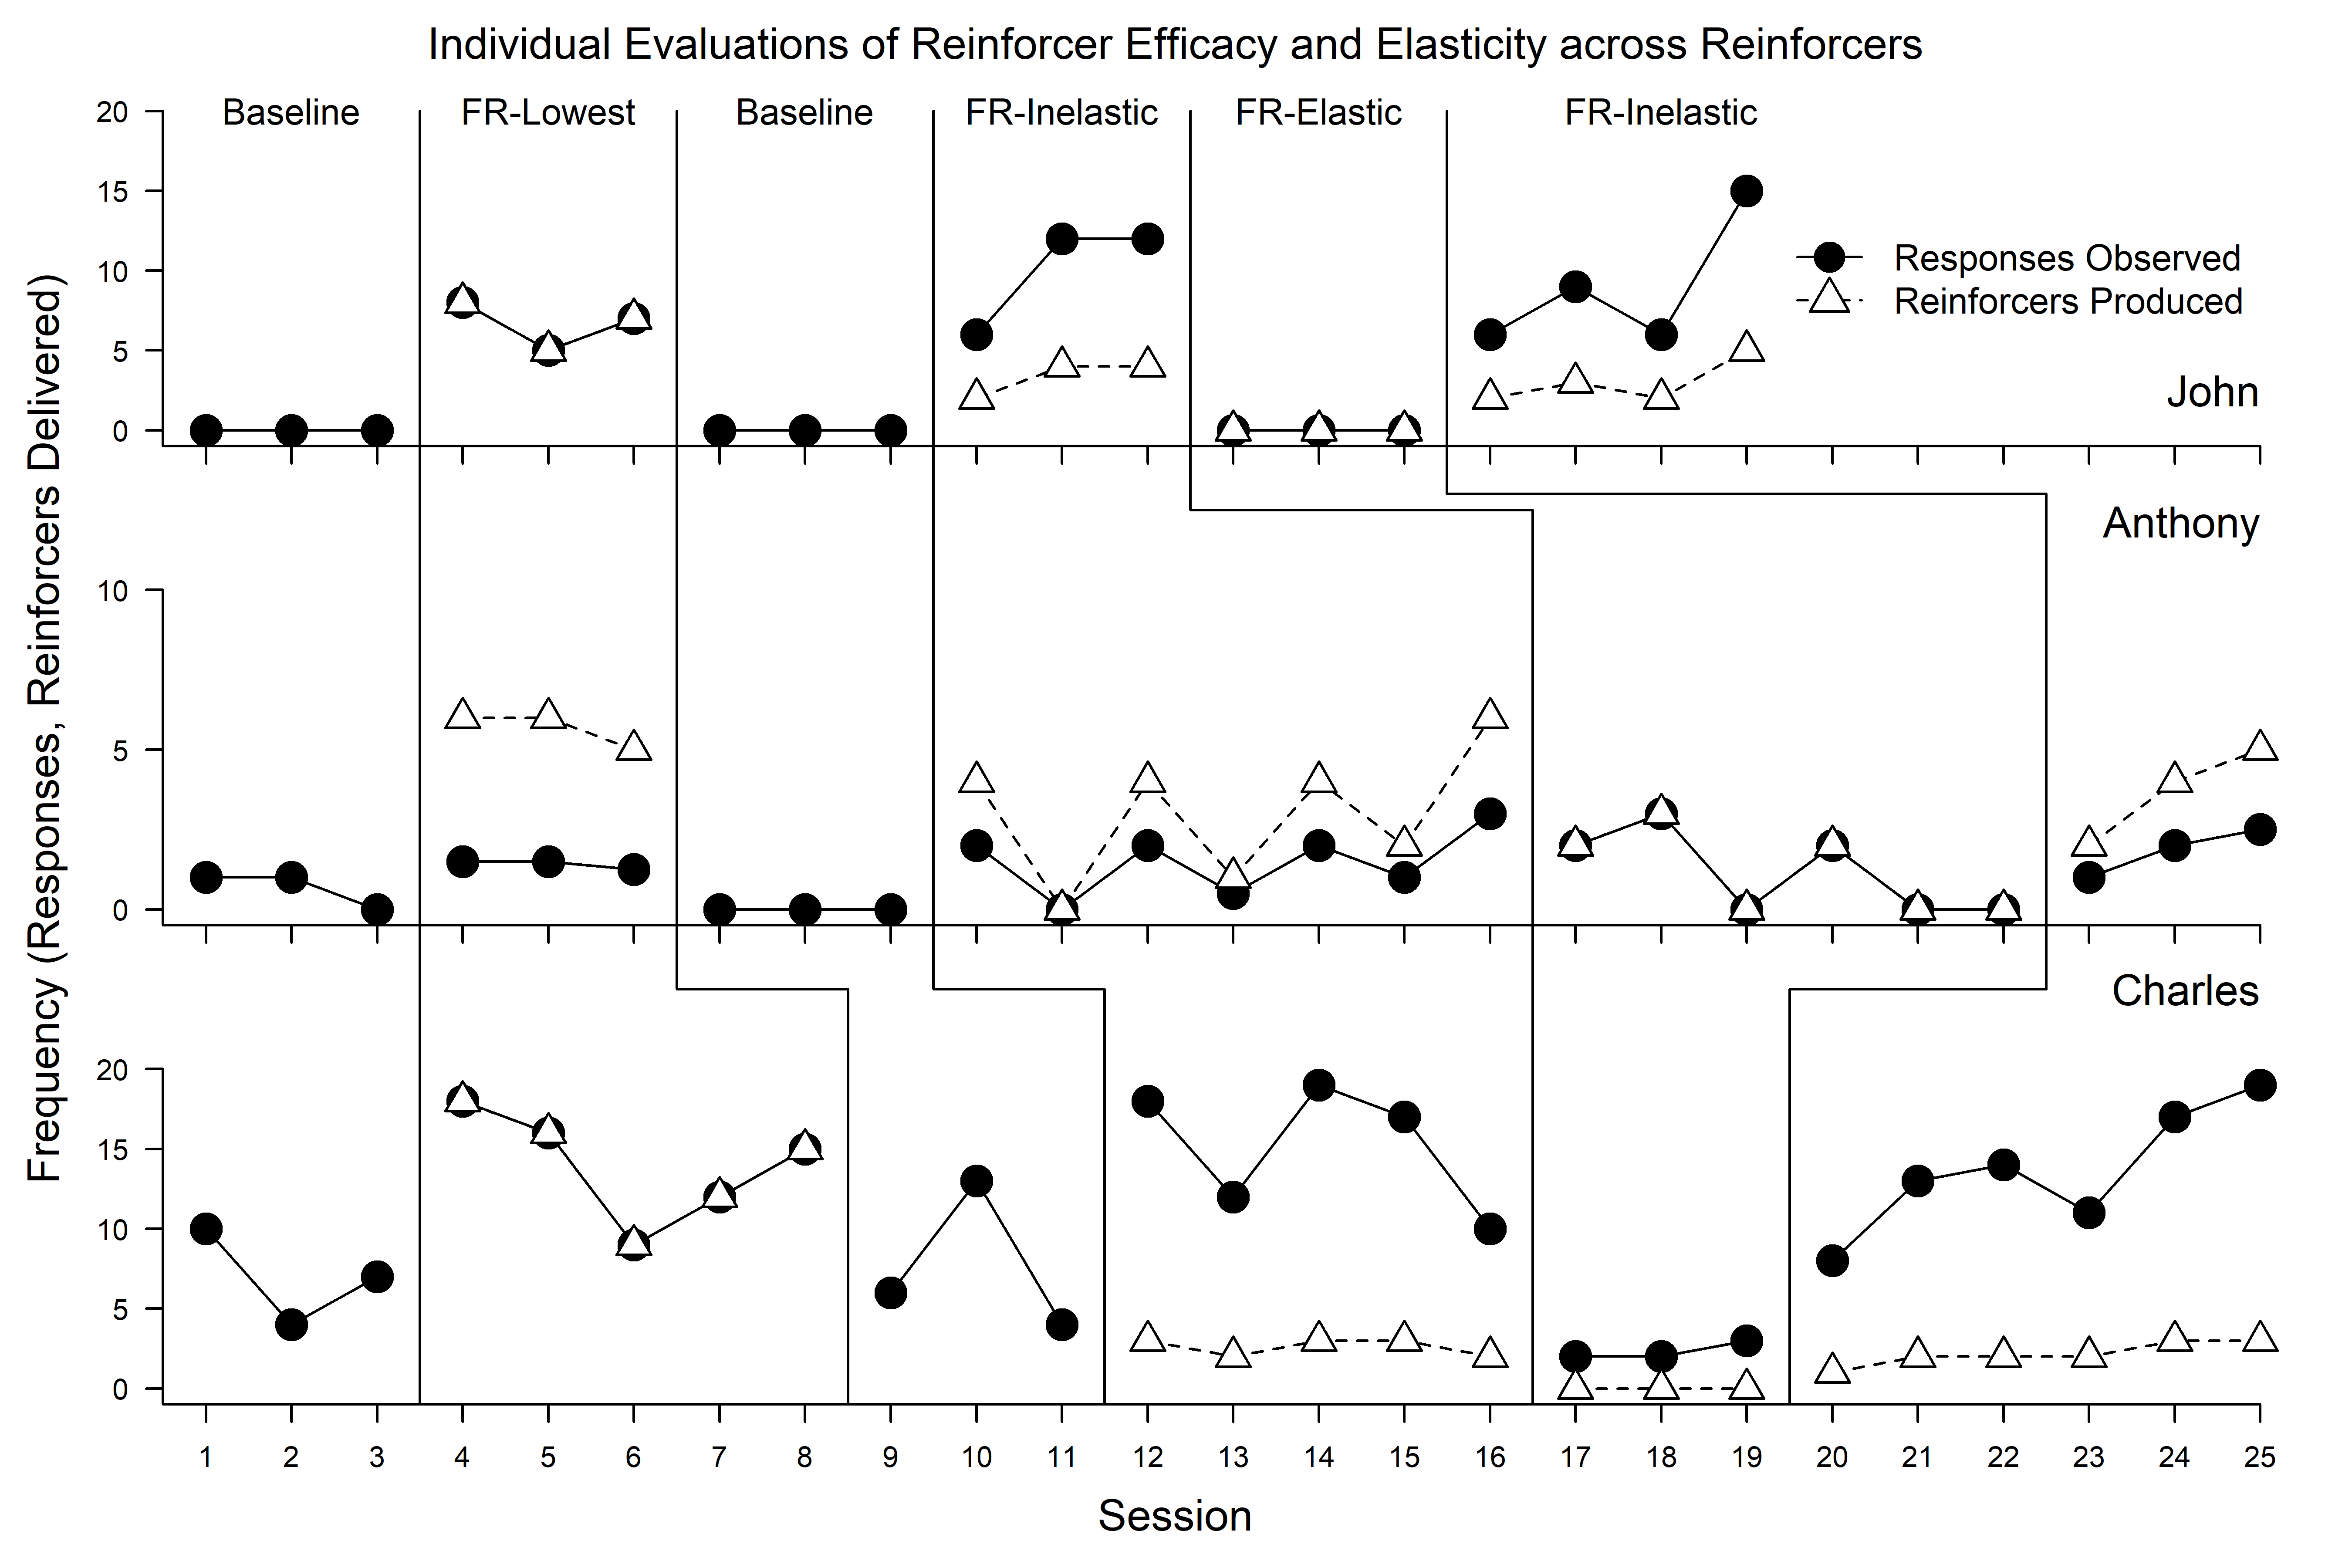 Individual Evaluations of Reinforcer Efficacy and Elasticity across Reinforcers
Baseline FR-Lowest Baseline FR-Inelastic FR-Elastic FR-Inelastic
20
15
10
5
0
Responses Observed
Reinforcers Produced
John
Frequency (Responses, Reinforcers Delivered)
Anthony
10
5
0
Charles
20
15
10
5
0
1 2 3 4 5 6 7 8 9 10 11 12 13 14 15 16 17 18 19 20 21 22 23 24 25
Session